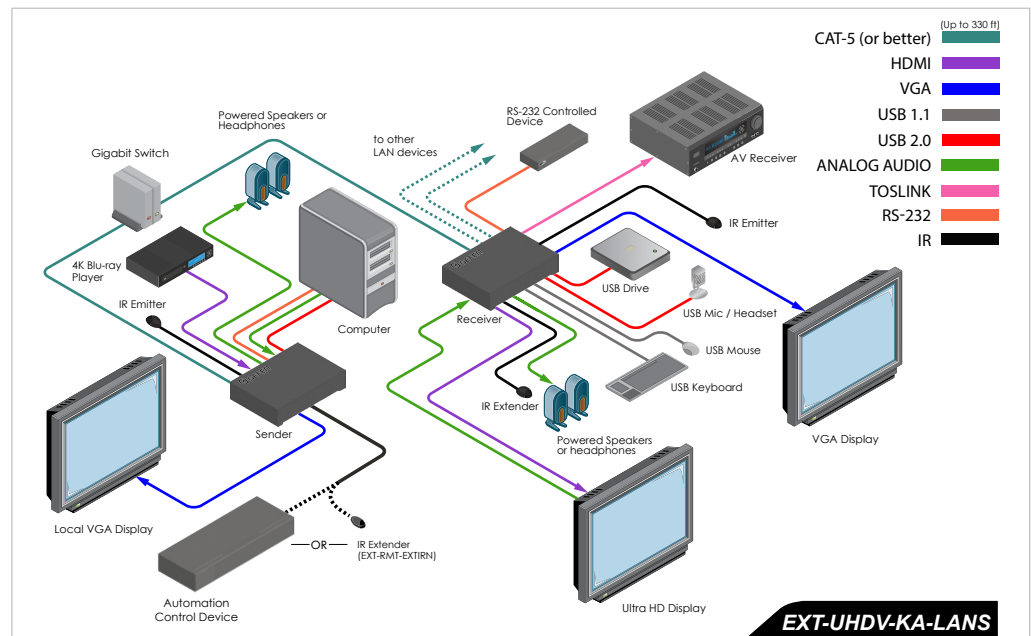 (Up to 330 ft)
CAT-5 (or better)
HDMI
VGA
USB 1.1
USB 2.0
ANALOG AUDIO
TOSLINK
RS-232
IR
Powered Speakers or
Headphones
RS-232 Controlled
Device
to other
LAN devices
Gigabit Switch
AV Receiver
IR Emitter
4K Blu-ray
Player
IR Emitter
USB Drive
Computer
Receiver
USB Mic / Headset
USB Mouse
USB Keyboard
IR Extender
Sender
Powered Speakers
or headphones
VGA Display
Local VGA Display
OR
IR Extender
(EXT-RMT-EXTIRN)
Automation
Control Device
Ultra HD Display
EXT-UHDV-KA-LANS